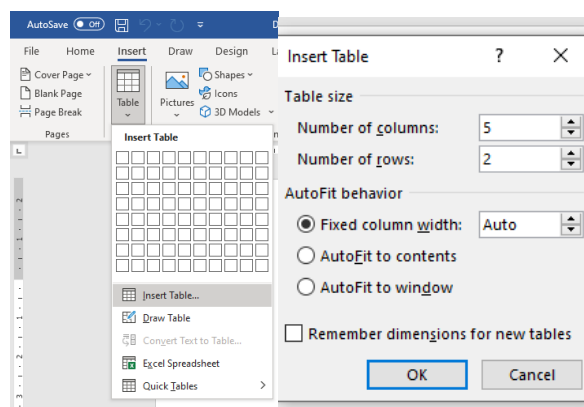 AutoSave Off
File Home Insert Draw Design
Cover Page
Blank Page
Page Break
Pages
Table
Pictures
Shapes
Icons
3D Models
Insert Table
Insert Table...
Draw Table
Convert Text to Table...
Excel Spreadsheet
Quick Tables
Insert Table ? X
Table size
Number of columns: 5
Number of rows: 2
AutoFit behavior
Fixed column width: Auto
AutoFit to contents
AutoFit to window
Remember dimensions for new tables
OK Cancel